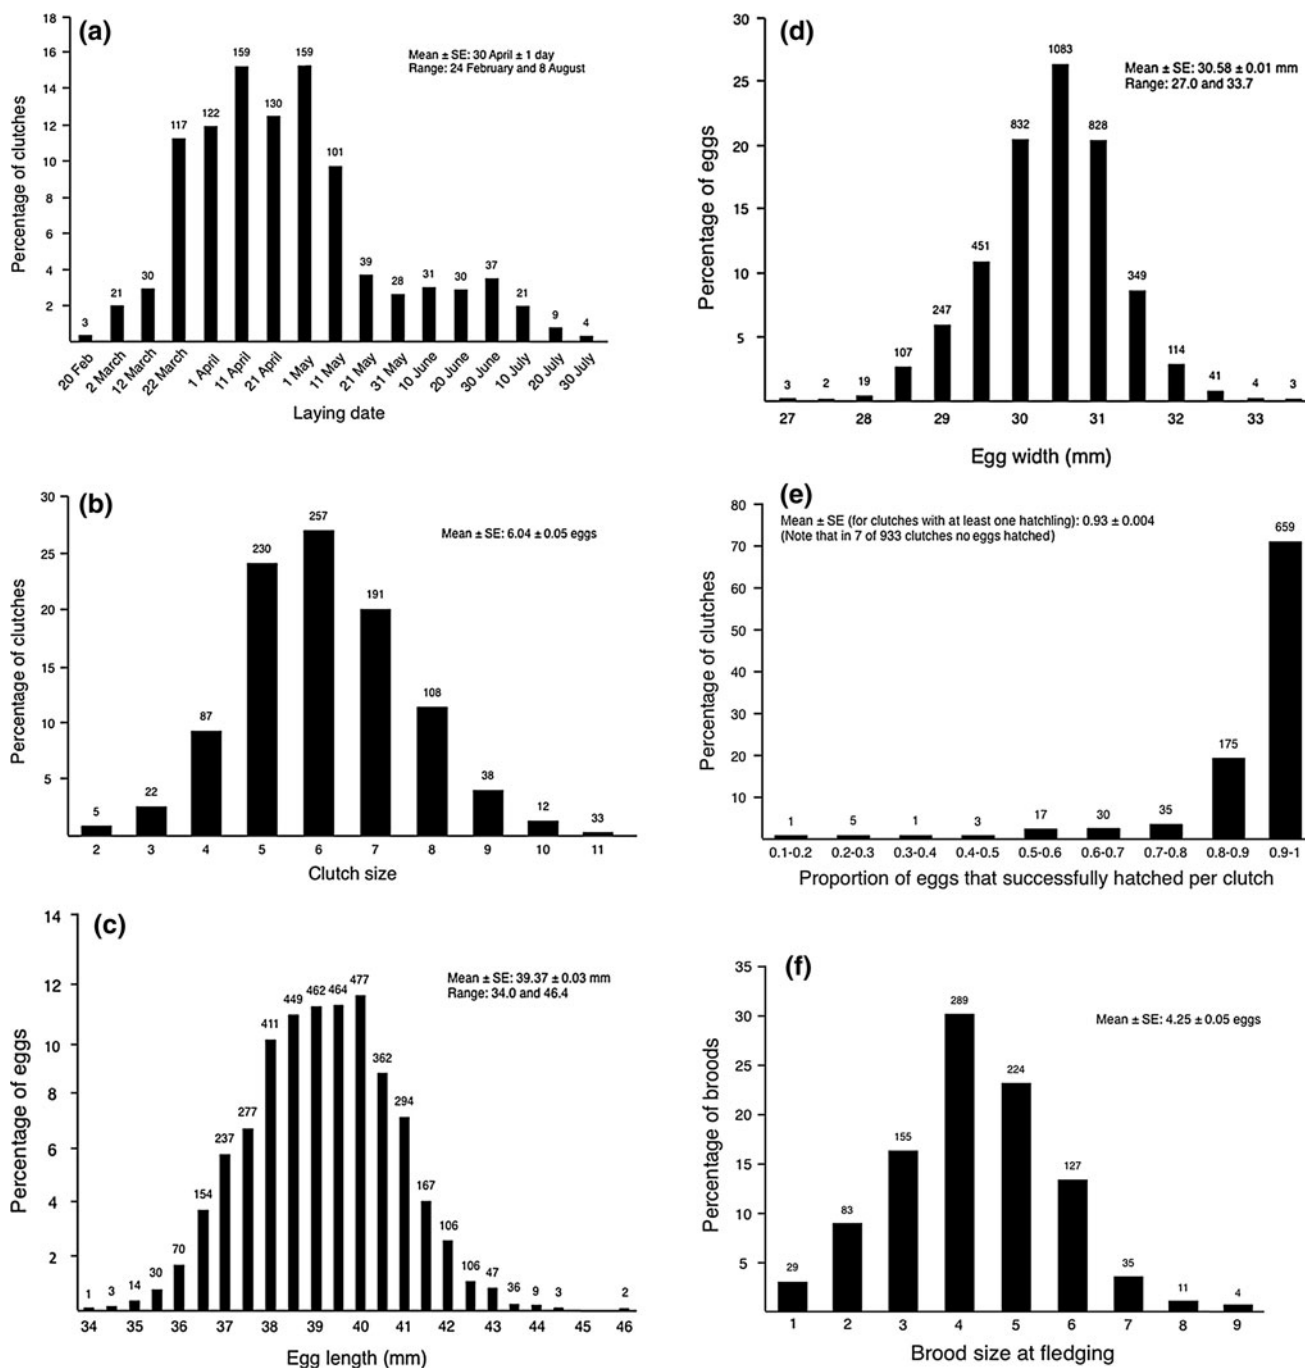 (a)
Mean ± SE: 30 April ± 1 day
Range: 24 February and 8 August
Percentage of clutches
18
16
14
12
10
8
6
4
2
3
21
30
117
122
159
130
159
101
39
28
31
30
37
21
9
4
20 Feb
2 March
12 March
22 March
1 April
11 April
21 April
1 May
11 May
21 May
31 May
10 June
20 June
30 June
10 July
20 July
30 July
Laying date
(b)
Mean ± SE: 6.04 ± 0.05 eggs
Percentage of clutches
30
25
20
15
10
5
5
22
87
230
257
191
108
38
12
33
2 3 4 5 6 7 8 9 10 11
Clutch size
(c)
Mean ± SE: 39.37 ± 0.03 mm
Range: 34.0 and 46.4
Percentage of eggs
14
12
10
8
6
4
2
1
3
14
30
70
154
237
277
411
449
462
464
477
362
294
167
106
106
47
36
9
3
2
34 35 36 37 38 39 40 41 42 43 44 45 46
Egg length (mm)
(d)
Mean ± SE: 30.58 ± 0.01 mm
Range: 27.0 and 33.7
Percentage of eggs
30
25
20
15
10
5
3
2
19
107
247
451
832
1083
828
349
114
41
4
3
27 28 29 30 31 32 33
Egg width (mm)
(e)
Mean ± SE (for clutches with at least one hatchling): 0.93 ± 0.004
(Note that in 7 of 933 clutches no eggs hatched)
Percentage of clutches
80
70
60
50
40
30
20
10
1
5
1
3
17
30
35
175
659
0.1-0.2 0.2-0.3 0.3-0.4 0.4-0.5 0.5-0.6 0.6-0.7 0.7-0.8 0.8-0.9 0.9-1
Proportion of eggs that successfully hatched per clutch
(f)
Mean ± SE: 4.25 ± 0.05 eggs
Percentage of broods
35
30
25
20
15
10
5
29
83
155
289
224
127
35
11
4
1 2 3 4 5 6 7 8 9
Brood size at fledging